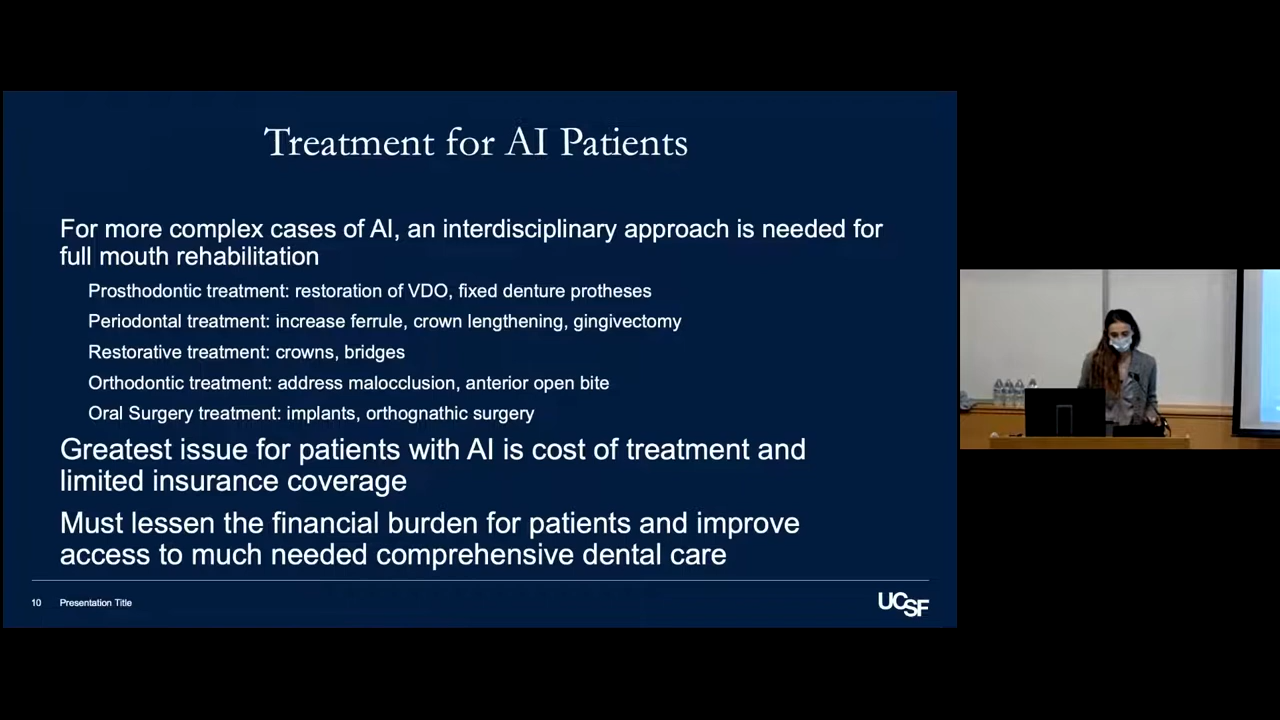 Treatment for AI Patients
For more complex cases of AI, an interdisciplinary approach is needed for
full mouth rehabilitation
Prosthodontic treatment: restoration of VDO, fixed denture protheses
Periodontal treatment: increase ferrule, crown lengthening, gingivectomy
Restorative treatment: crowns, bridges
Orthodontic treatment: address malocclusion, anterior open bite
Oral Surgery treatment: implants, orthognathic surgery
Greatest issue for patients with AI is cost of treatment and
limited insurance coverage
Must lessen the financial burden for patients and improve
access to much needed comprehensive dental care
10 Presentation Title
UCSF